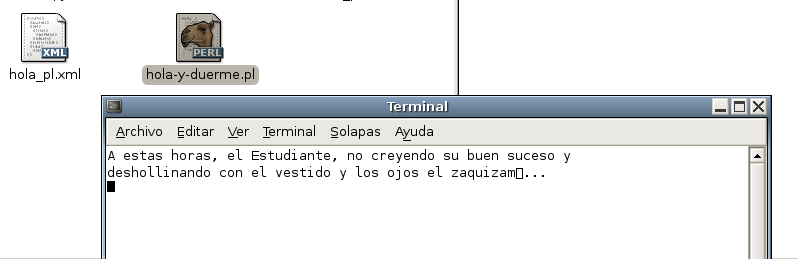 XML
PERL
hola_pl.xml
hola-y-duerme.pl
Terminal
Archivo Editar Ver Terminal Solapas Ayuda
A estas horas, el Estudiante, no creyendo su buen suceso y
deshollinando con el vestido y los ojos el zaquizam▯...